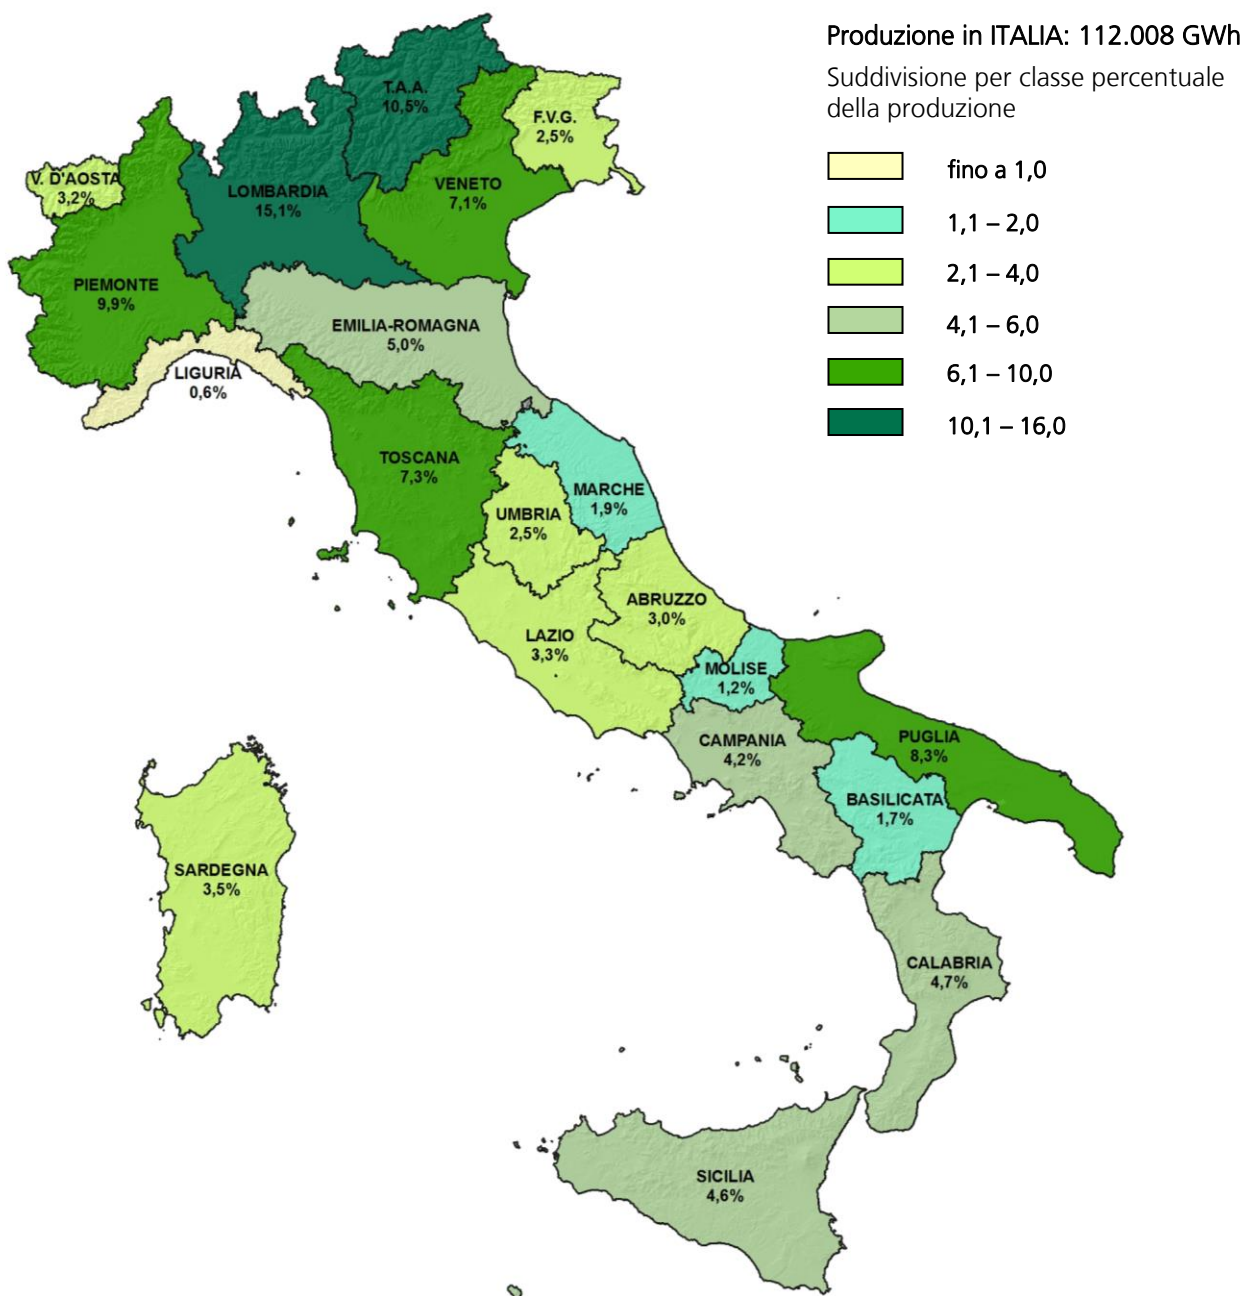 Produzione in ITALIA: 112.008 GWh
Suddivisione per classe percentuale
della produzione
fino a 1,0
1,1 – 2,0
2,1 – 4,0
4,1 – 6,0
6,1 – 10,0
10,1 – 16,0
T.A.A.
10,5%
F.V.G.
2,5%
V. D'AOSTA
3,2%
LOMBARDIA
15,1%
VENETO
7,1%
PIEMONTE
9,9%
EMILIA-ROMAGNA
5,0%
LIGURIA
0,6%
TOSCANA
7,3%
MARCHE
1,9%
UMBRIA
2,5%
ABRUZZO
3,0%
LAZIO
3,3%
MOLISE
1,2%
CAMPANIA
4,2%
PUGLIA
8,3%
BASILICATA
1,7%
SARDEGNA
3,5%
CALABRIA
4,7%
SICILIA
4,6%